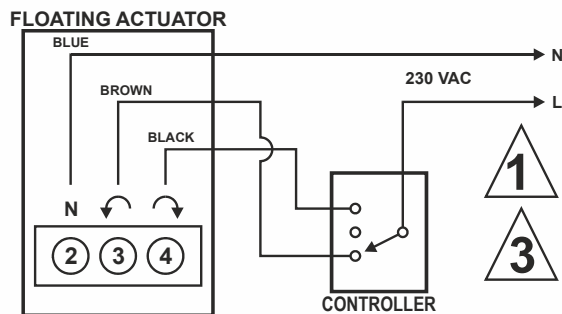 FLOATING ACTUATOR
BLUE
N
230 VAC
BROWN
L
BLACK
1
N
2 3 4
3
CONTROLLER